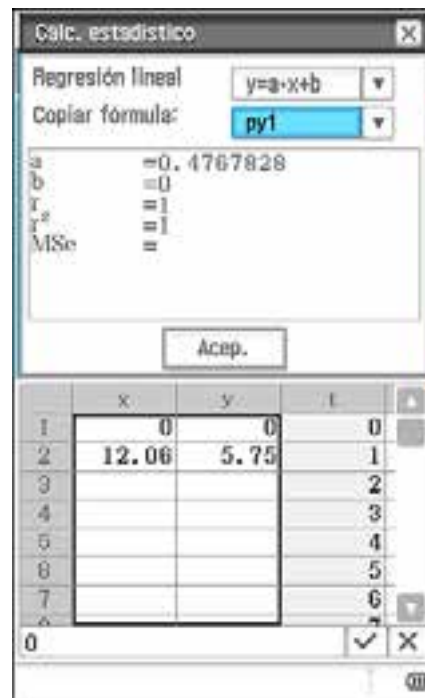 Cálc. estadístico
Regresión lineal y=a·x+b
Copiar fórmula: py1
a =0.4767828
b =0
r =1
r² =1
MSe =
Acep.
x y t
1 0 0 0
2 12.06 5.75 1
3 2
4 3
5 4
6 5
7 6
0